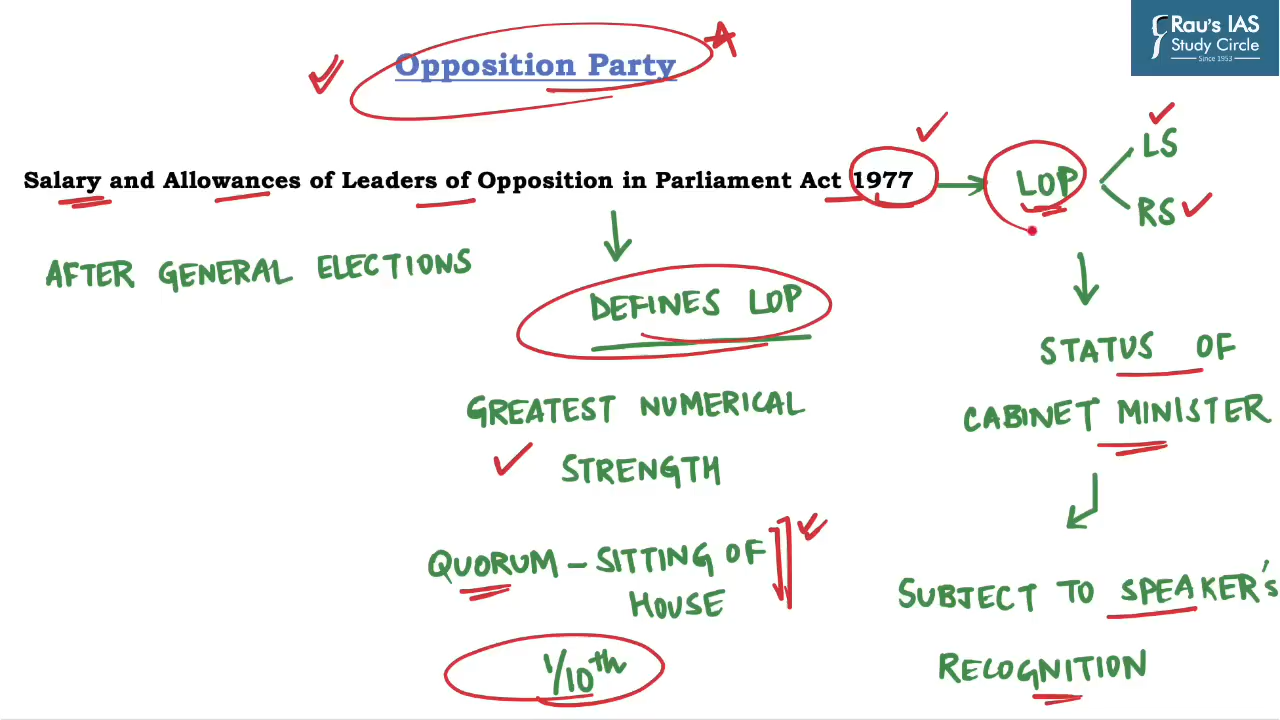 Rau's IAS
Study Circle
Since 1953
Opposition Party
Salary and Allowances of Leaders of Opposition in Parliament Act 1977
LOP
LS
RS
AFTER GENERAL ELECTIONS
DEFINES LOP
GREATEST NUMERICAL
STRENGTH
QUORUM – SITTING OF
HOUSE
1/10th
STATUS OF
CABINET MINISTER
SUBJECT TO SPEAKER's
RELOGNITION